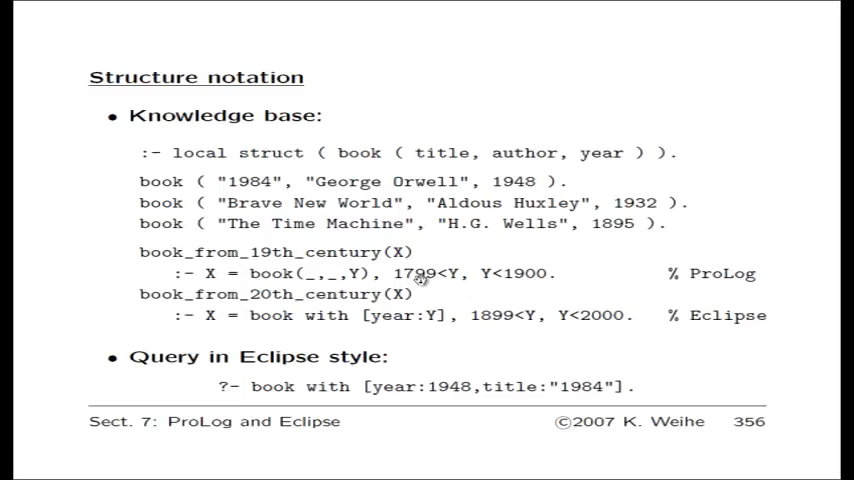 Structure notation
• Knowledge base:
:- local struct ( book ( title, author, year ) ).
book ( "1984", "George Orwell", 1948 ).
book ( "Brave New World", "Aldous Huxley", 1932 ).
book ( "The Time Machine", "H.G. Wells", 1895 ).
book_from_19th_century(X)
:- X = book(_,_,Y), 1799<Y, Y<1900. % ProLog
book_from_20th_century(X)
:- X = book with [year:Y], 1899<Y, Y<2000. % Eclipse
• Query in Eclipse style:
?- book with [year:1948,title:"1984"].
Sect. 7: ProLog and Eclipse ©2007 K. Weihe 356